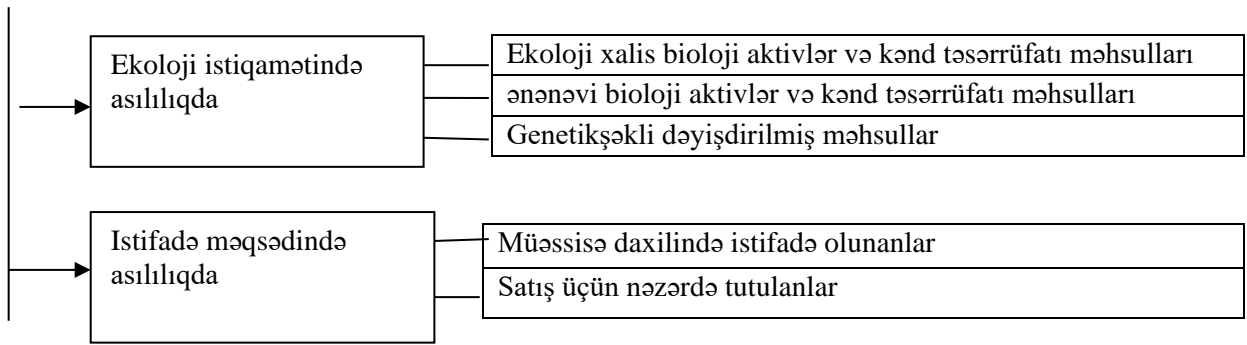 Ekoloji istiqamətində
asılılıqda
Ekoloji xalis bioloji aktivlər və kənd təsərrüfatı məhsulları
ənənəvi bioloji aktivlər və kənd təsərrüfatı məhsulları
Genetikşəkli dəyişdirilmiş məhsullar
Istifadə məqsədində
asılılıqda
Müəssisə daxilində istifadə olunanlar
Satış üçün nəzərdə tutulanlar